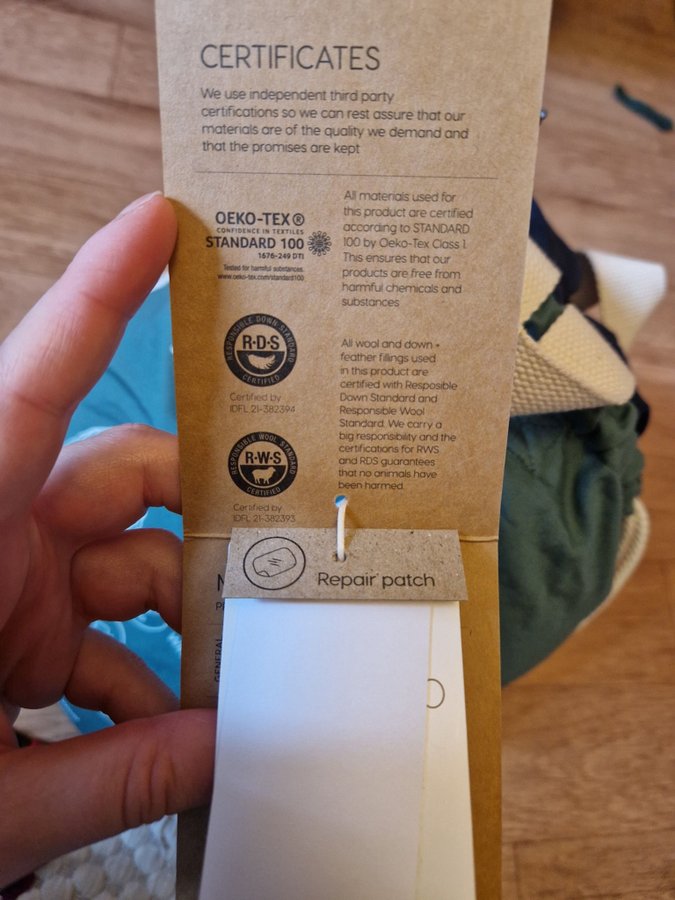 CERTIFICATES
We use independent third party
certifications so we can rest assure that our
materials are of the quality we demand and
that the promises are kept
OEKO-TEX®
CONFIDENCE IN TEXTILES
STANDARD 100
1676-249 DTI
Tested for harmful substances.
www.oeko-tex.com/standard100
All materials used for
this product are certified
according to STANDARD
100 by Oeko-Tex Class 1.
This ensures that our
products are free from
harmful chemicals and
substances
RESPONSIBLE DOWN STANDARD
R·D·S
CERTIFIED
Certified by
IDFL 21-382394
All wool and down +
feather fillings used
in this product are
certified with Resposible
Down Standard and
Responsible Wool
Standard. We carry a
big responsibility and the
certifications for RWS
and RDS guarantees
that no animals have
been harmed.
RESPONSIBLE WOOL STANDARD
R·W·S
CERTIFIED
Certified by
IDFL 21-382393
Repair patch
GENERAL